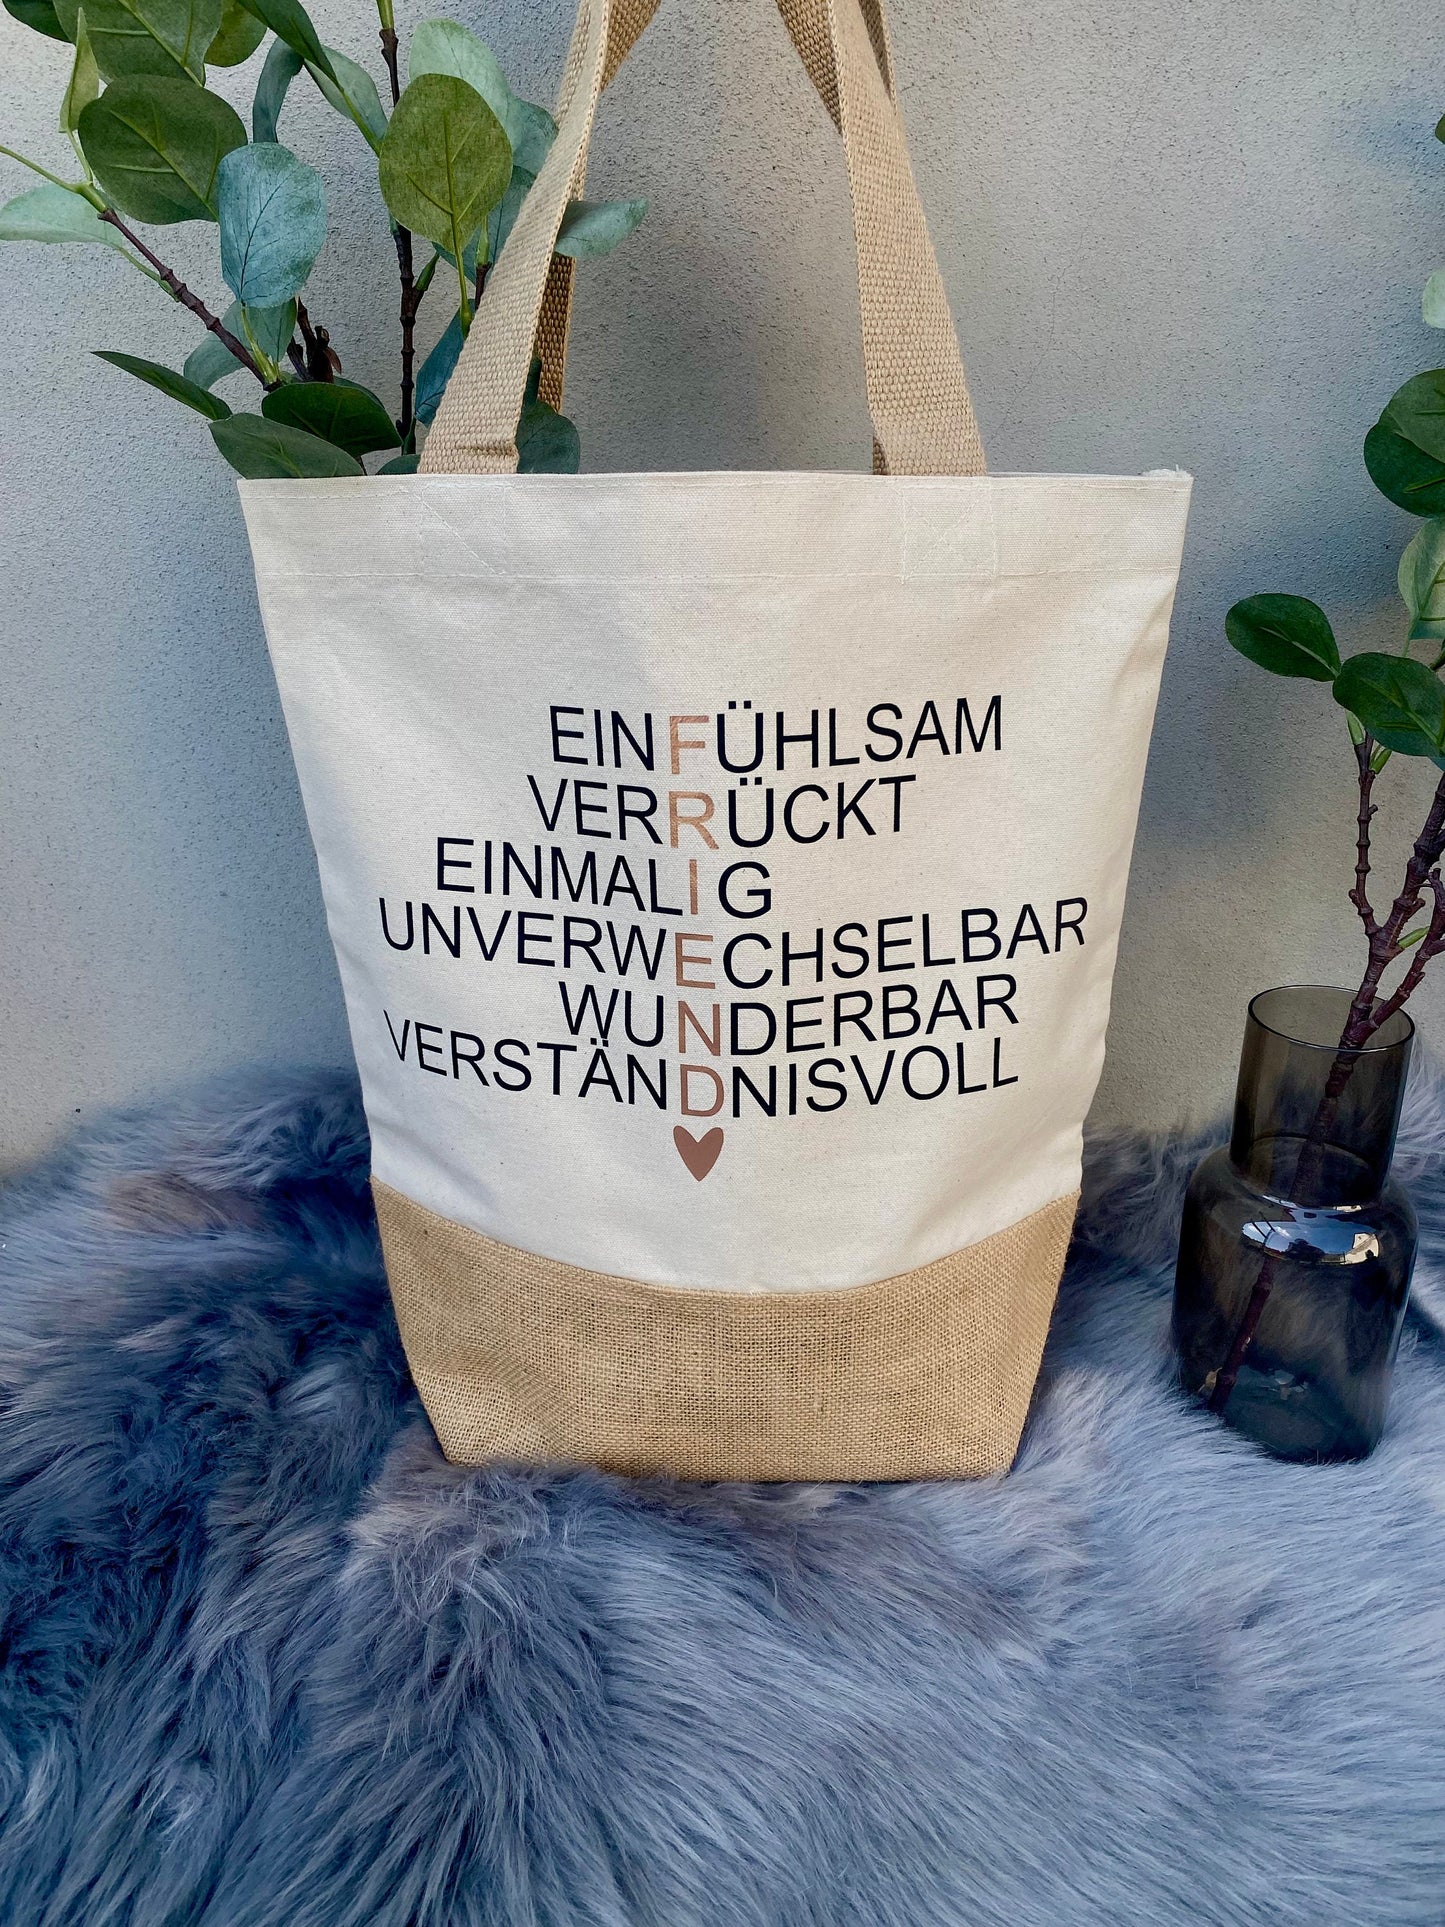 EINFÜHLSAM
VERRÜCKT
EINMALIG
UNVERWECHSELBAR
WUNDERBAR
VERSTÄNDNISVOLL